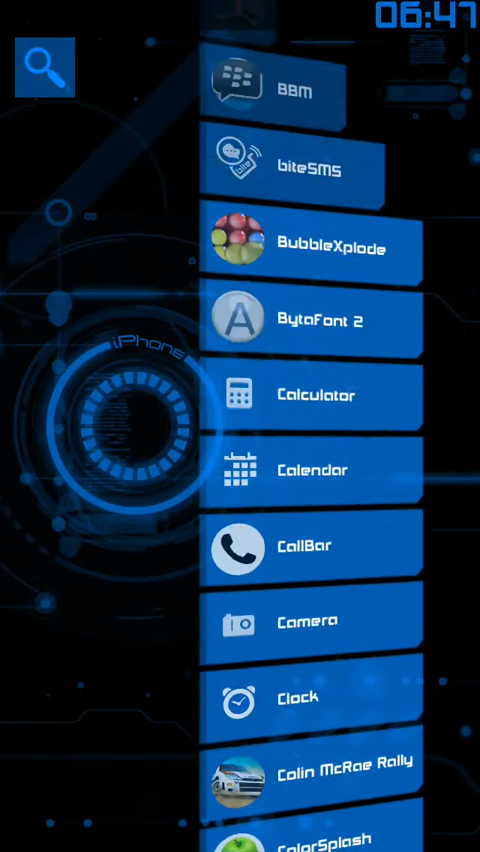 06:47
BBM
biteSMS
BubbleXplode
A
BytaFont 2
iPhone
Calculator
Calendar
CallBar
Camera
Clock
Colin McRae Rally
ColorSplash